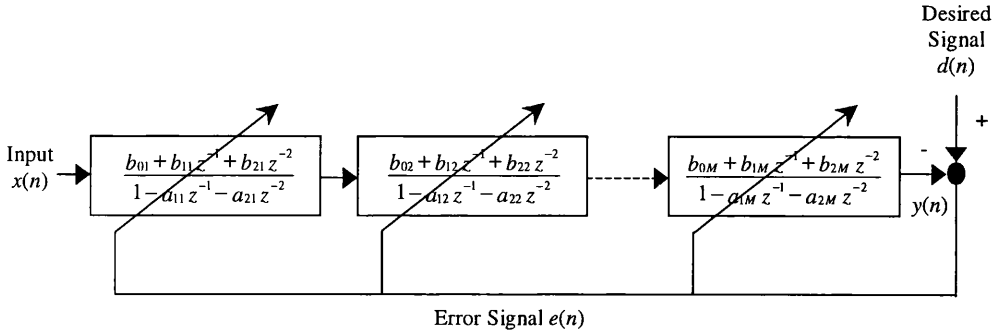 Desired
Signal
d(n)
+
Input
x(n)
b₀₁ + b₁₁ z⁻¹ + b₂₁ z⁻²
1 − a₁₁ z⁻¹ − a₂₁ z⁻²
b₀₂ + b₁₂ z⁻¹ + b₂₂ z⁻²
1 − a₁₂ z⁻¹ − a₂₂ z⁻²
b₀M + b₁M z⁻¹ + b₂M z⁻²
1 − a₁M z⁻¹ − a₂M z⁻²
-
y(n)
Error Signal e(n)